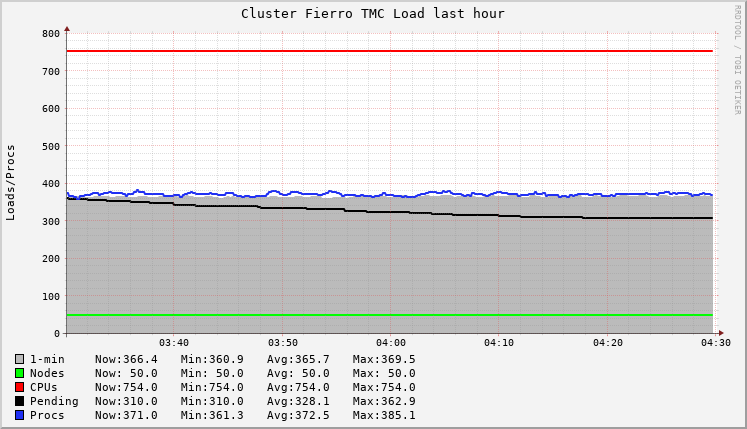 Cluster Fierro TMC Load last hour
RRDTOOL / TOBI OETIKER
Loads/Procs
800
700
600
500
400
300
200
100
0
03:40 03:50 04:00 04:10 04:20 04:30
1-min Now:366.4 Min:360.9 Avg:365.7 Max:369.5
Nodes Now: 50.0 Min: 50.0 Avg: 50.0 Max: 50.0
CPUs Now:754.0 Min:754.0 Avg:754.0 Max:754.0
Pending Now:310.0 Min:310.0 Avg:328.1 Max:362.9
Procs Now:371.0 Min:361.3 Avg:372.5 Max:385.1